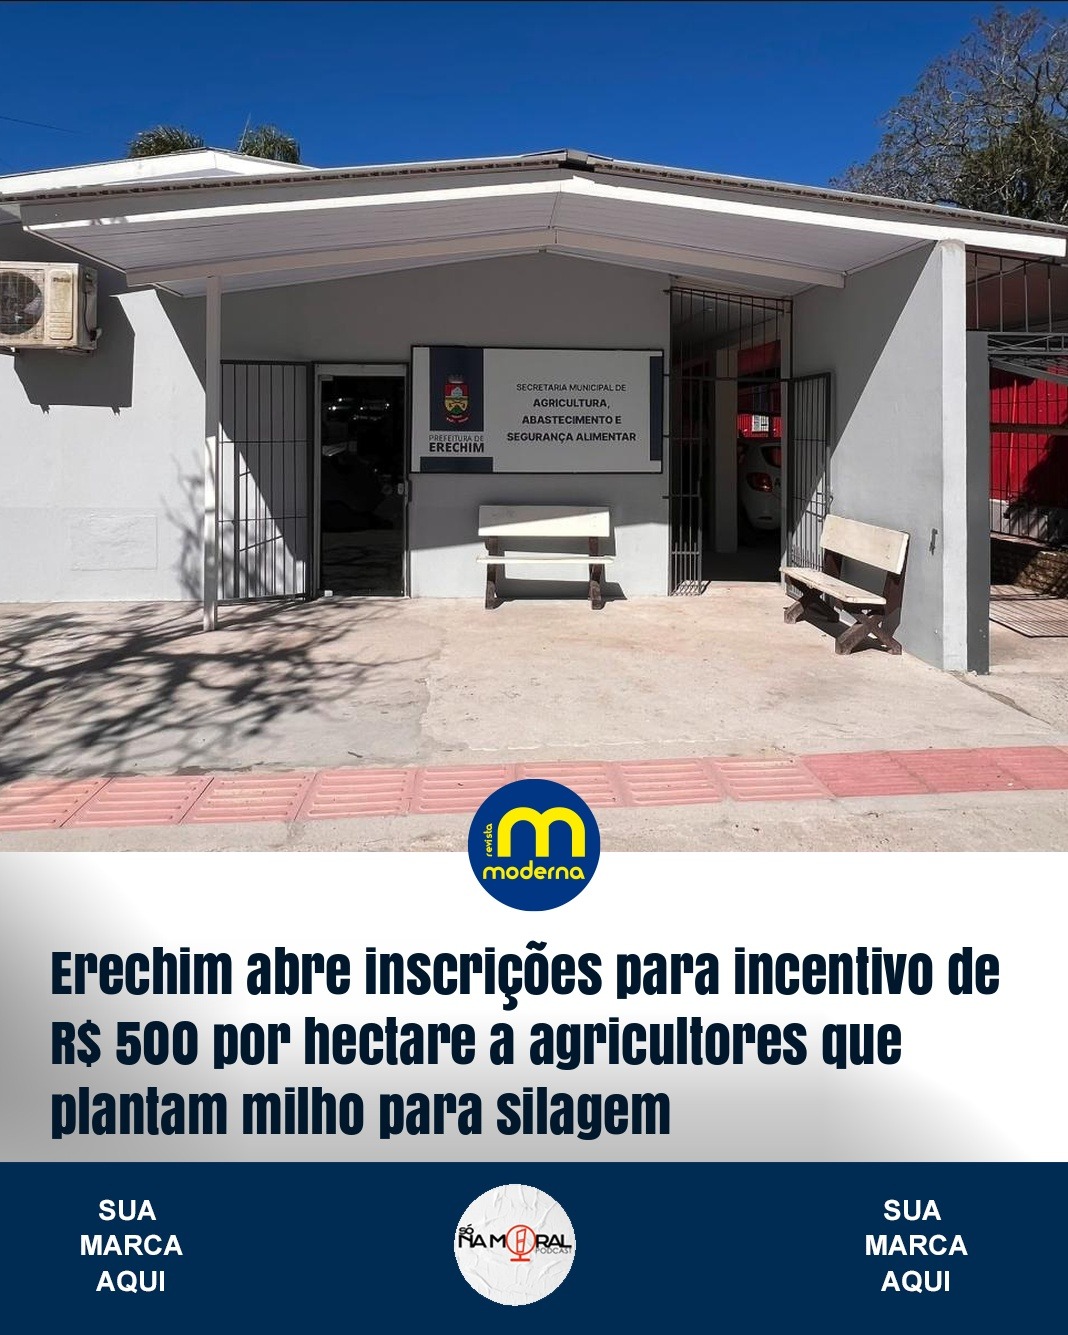 SECRETARIA MUNICIPAL DE
AGRICULTURA,
ABASTECIMENTO E
SEGURANÇA ALIMENTAR
PREFEITURA DE
ERECHIM
revista
m
moderna
Erechim abre inscrições para incentivo de
R$ 500 por hectare a agricultores que
plantam milho para silagem
SUA
MARCA
AQUI
SÓ
NA MORAL
PODCAST
SUA
MARCA
AQUI